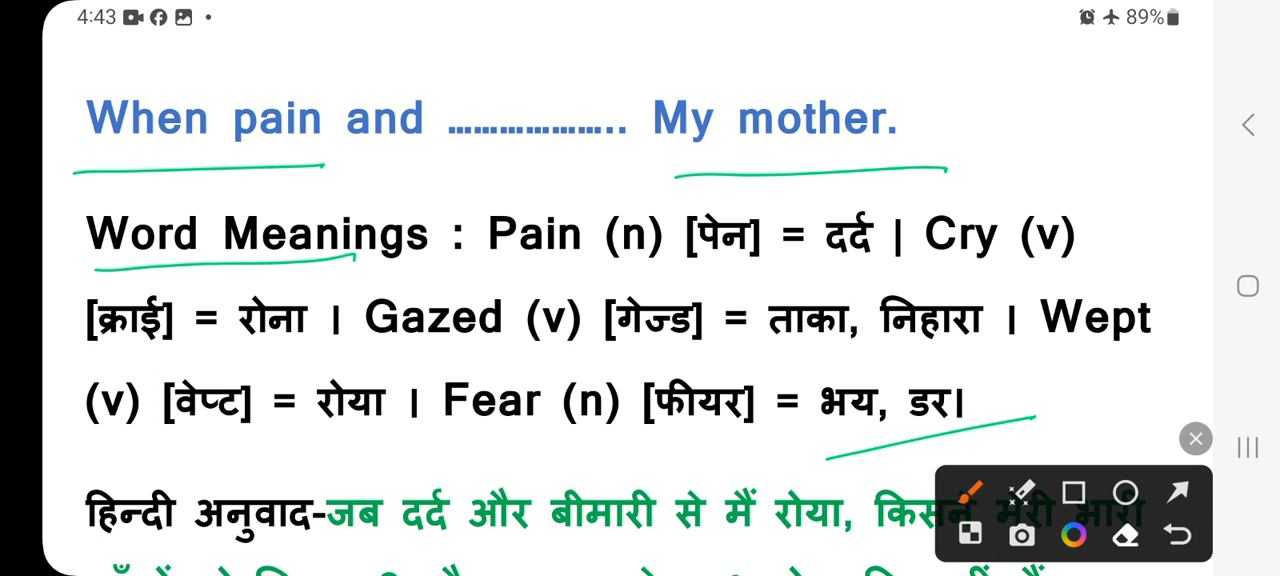 4:43
89%
When pain and ........................ My mother.
Word Meanings : Pain (n) [पेन] = दर्द | Cry (v)
[क्राई] = रोना । Gazed (v) [गेज्ड] = ताका, निहारा । Wept
(v) [वेप्ट] = रोया । Fear (n) [फीयर] = भय, डर।
हिन्दी अनुवाद-जब दर्द और बीमारी से मैं रोया, किसने मेरी भारी